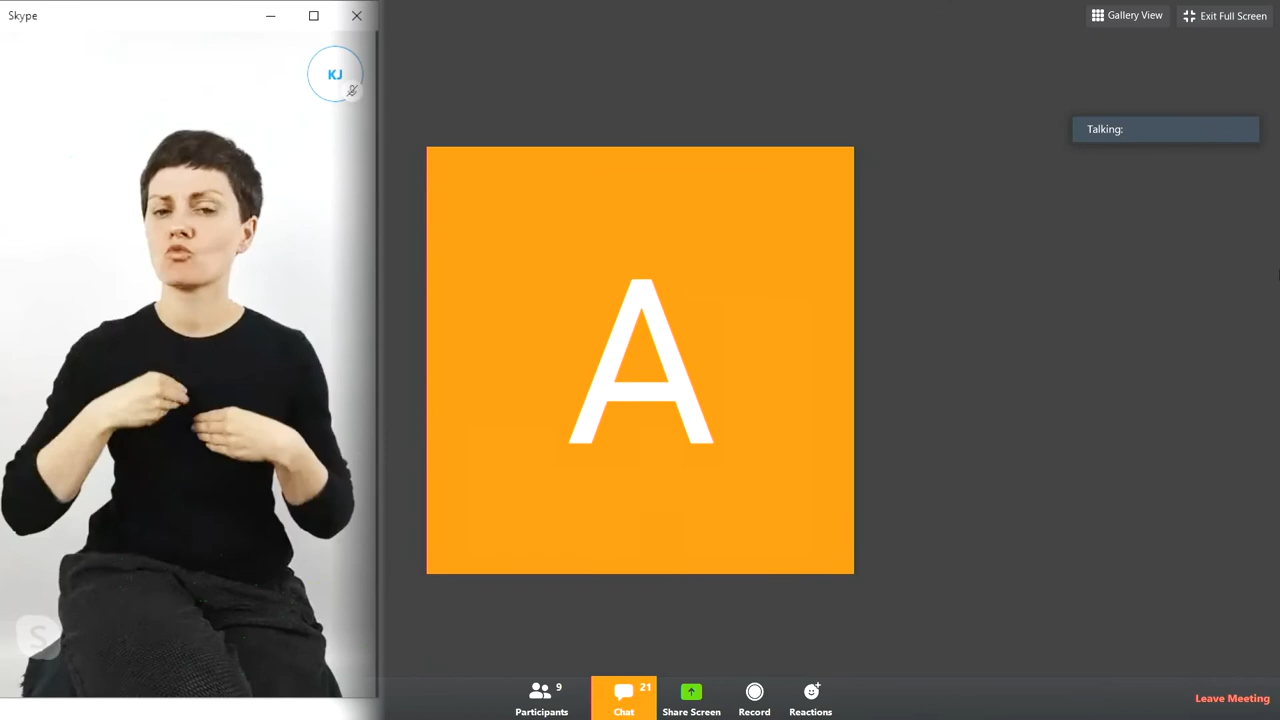 Skype
KJ
Gallery View
Exit Full Screen
Talking:
A
9
Participants
21
Chat
Share Screen
Record
Reactions
Leave Meeting
S